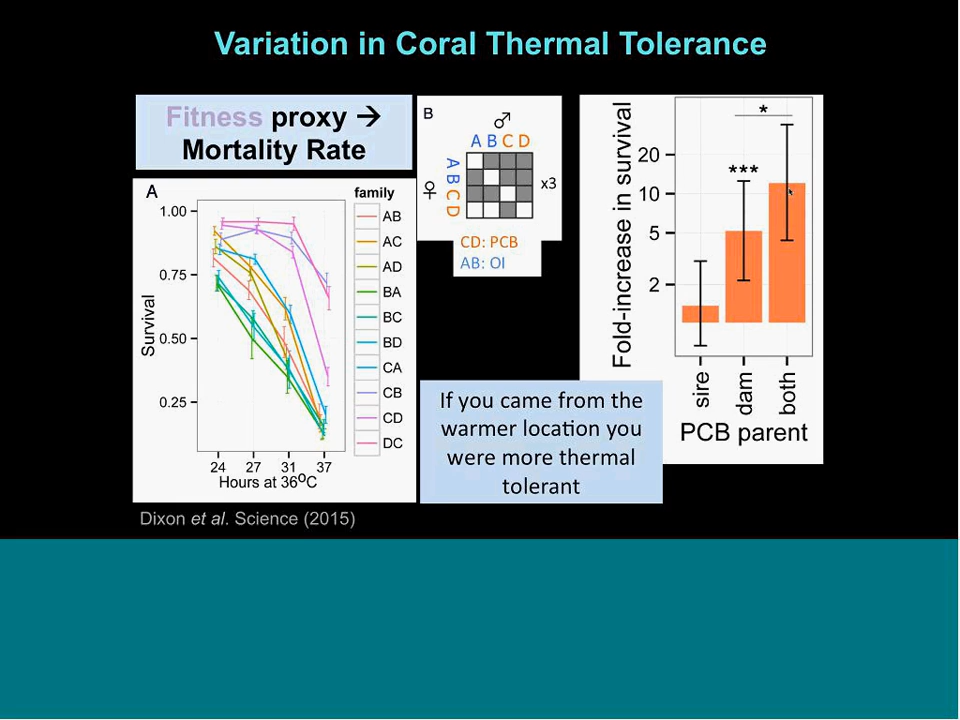 Variation in Coral Thermal Tolerance
Fitness proxy →
Mortality Rate
A
Survival
1.00
0.75
0.50
0.25
24 27 31 37
Hours at 36°C
family
AB
AC
AD
BA
BC
BD
CA
CB
CD
DC
B
♂
A B C D
♀
A
B
C
D
x3
CD: PCB
AB: OI
Fold-increase in survival
20
10
5
2
*
***
sire
dam
both
PCB parent
If you came from the
warmer location you
were more thermal
tolerant
Dixon et al. Science (2015)